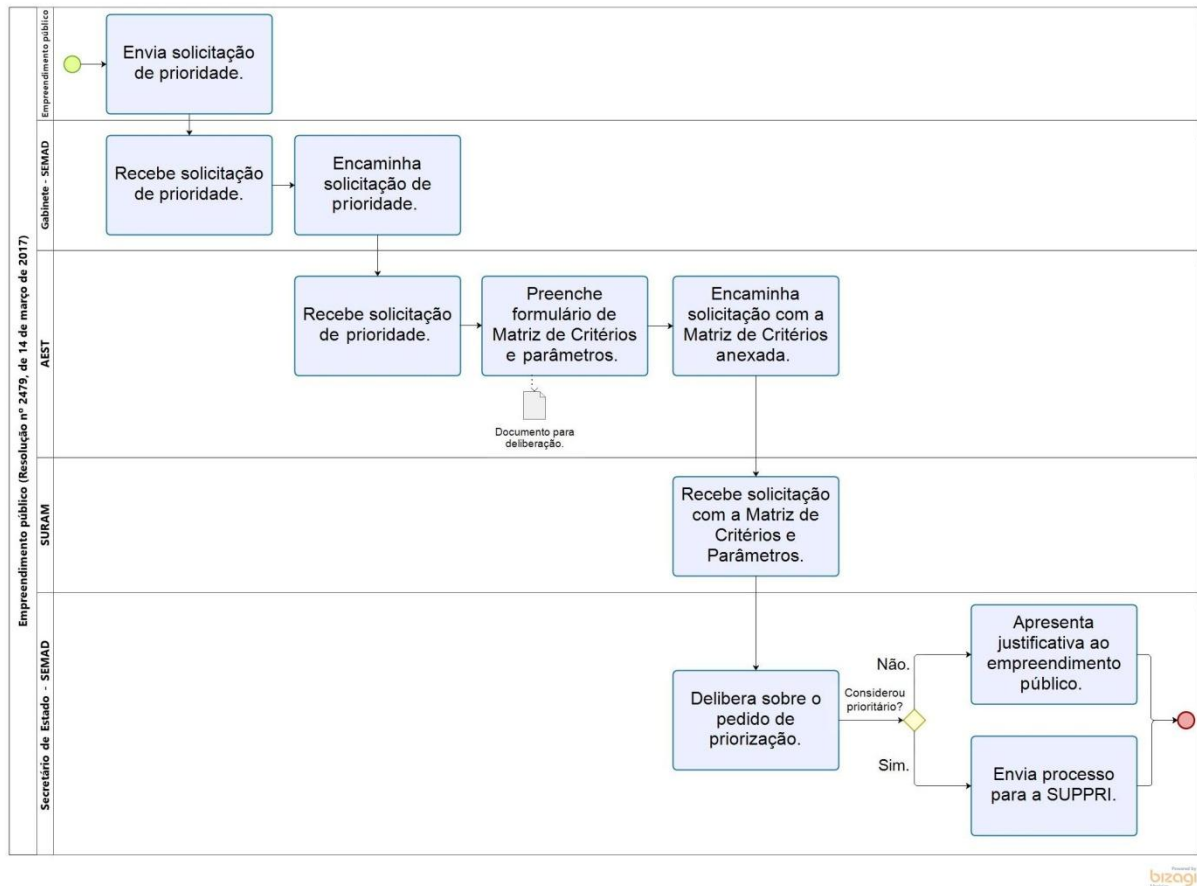 Empreendimento público (Resolução nº 2479, de 14 de março de 2017)
Empreendimento público
Envia solicitação
de prioridade.
Gabinete - SEMAD
Recebe solicitação
de prioridade.
Encaminha
solicitação de
prioridade.
AEST
Recebe solicitação
de prioridade.
Preenche
formulário de
Matriz de Critérios
e parâmetros.
Documento para
deliberação.
Encaminha
solicitação com a
Matriz de Critérios
anexada.
SURAM
Recebe solicitação
com a Matriz de
Critérios e
Parâmetros.
Secretário de Estado - SEMAD
Delibera sobre o
pedido de
priorização.
Considerou
prioritário?
Não.
Apresenta
justificativa ao
empreendimento
público.
Sim.
Envia processo
para a SUPPRI.
Powered by
bizagi